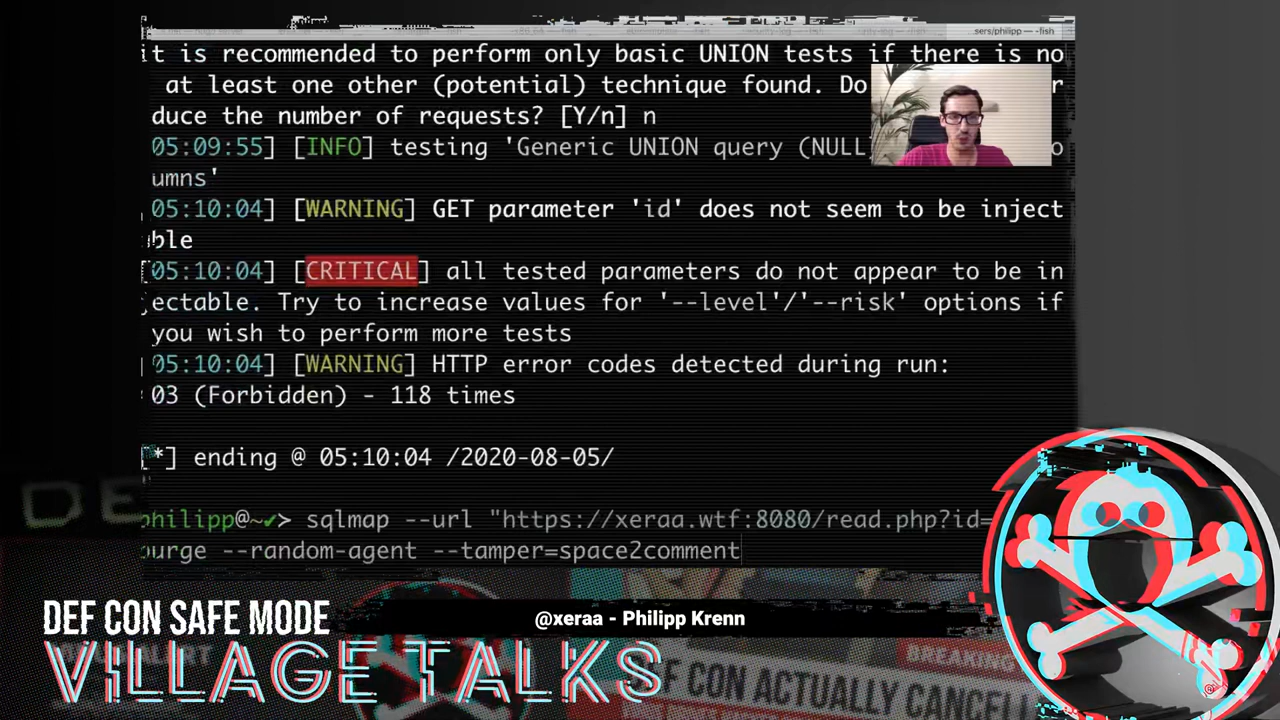 sers/philipp — -fish
it is recommended to perform only basic UNION tests if there is no
at least one other (potential) technique found. Do
duce the number of requests? [Y/n] n
05:09:55] [INFO] testing 'Generic UNION query (NULL)
umns'
05:10:04] [WARNING] GET parameter 'id' does not seem to be inject
ble
[05:10:04] [CRITICAL] all tested parameters do not appear to be in
jectable. Try to increase values for '--level'/'--risk' options if
you wish to perform more tests
05:10:04] [WARNING] HTTP error codes detected during run:
03 (Forbidden) - 118 times
[*] ending @ 05:10:04 /2020-08-05/
philipp@~✔> sqlmap --url "https://xeraa.wtf:8080/read.php?id=
purge --random-agent --tamper=space2comment
@xeraa - Philipp Krenn
DEF CON SAFE MODE
VILLAGE TALKS
BREAKING
DEF CON ACTUALLY CANCELL